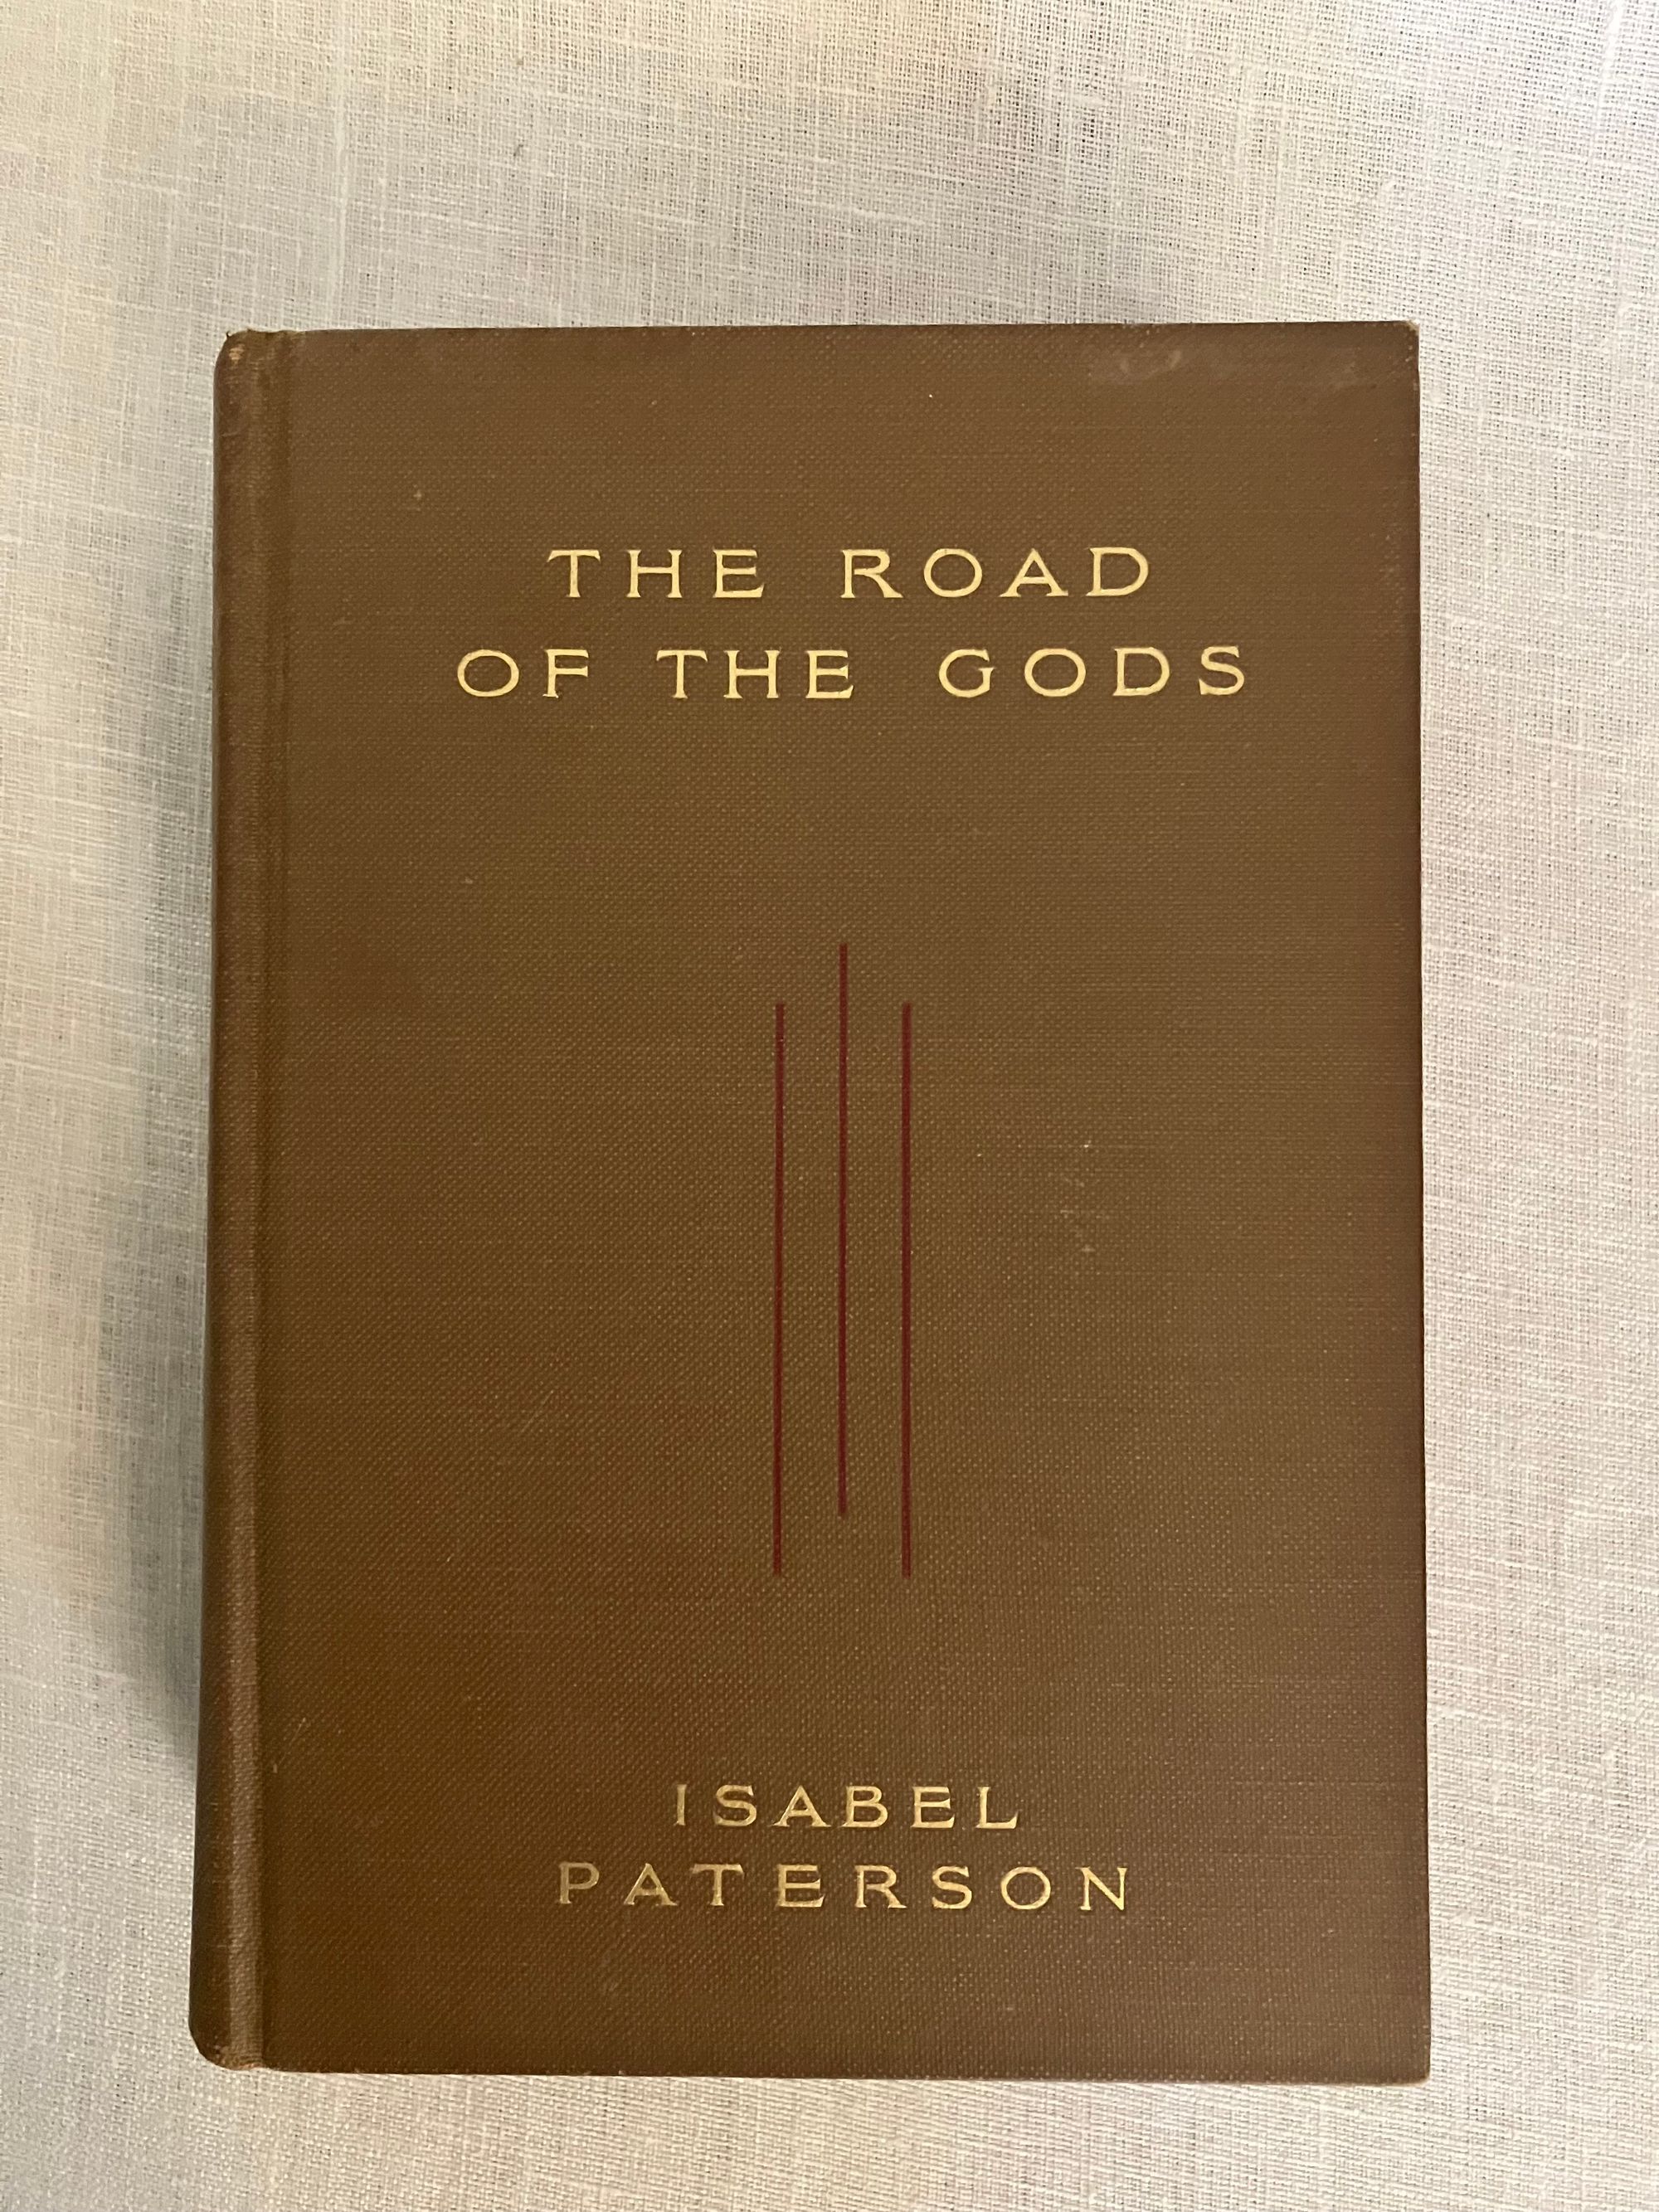 THE ROAD
OF THE GODS
ISABEL
PATERSON